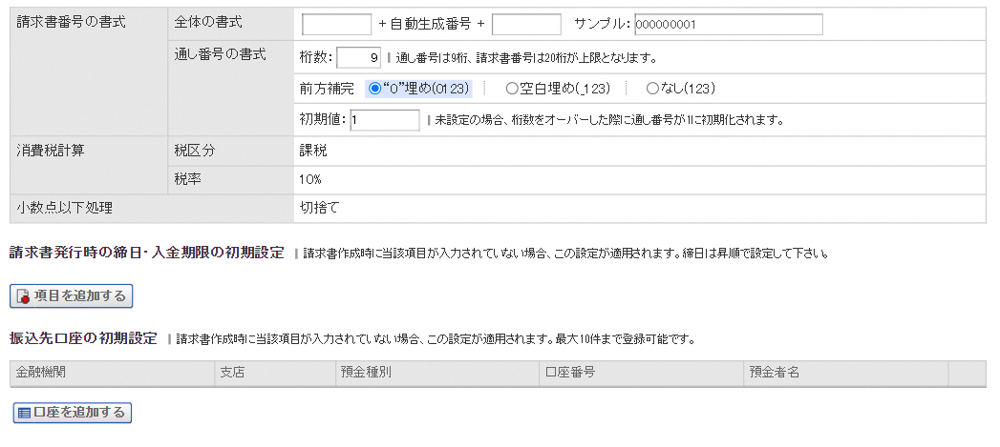 請求書番号の書式 全体の書式 + 自動生成番号 + サンプル: 000000001
通し番号の書式 桁数: 9 通し番号は9桁、請求書番号は20桁が上限となります。
前方補完 “0”埋め(0123) 空白埋め(_123) なし(123)
初期値: 1 未設定の場合、桁数をオーバーした際に通し番号が1に初期化されます。
消費税計算 税区分 課税
税率 10%
小数点以下処理 切捨て
請求書発行時の締日・入金期限の初期設定 請求書作成時に当該項目が入力されていない場合、この設定が適用されます。締日は昇順で設定して下さい。
項目を追加する
振込先口座の初期設定 請求書作成時に当該項目が入力されていない場合、この設定が適用されます。最大10件まで登録可能です。
金融機関 支店 預金種別 口座番号 預金者名
口座を追加する